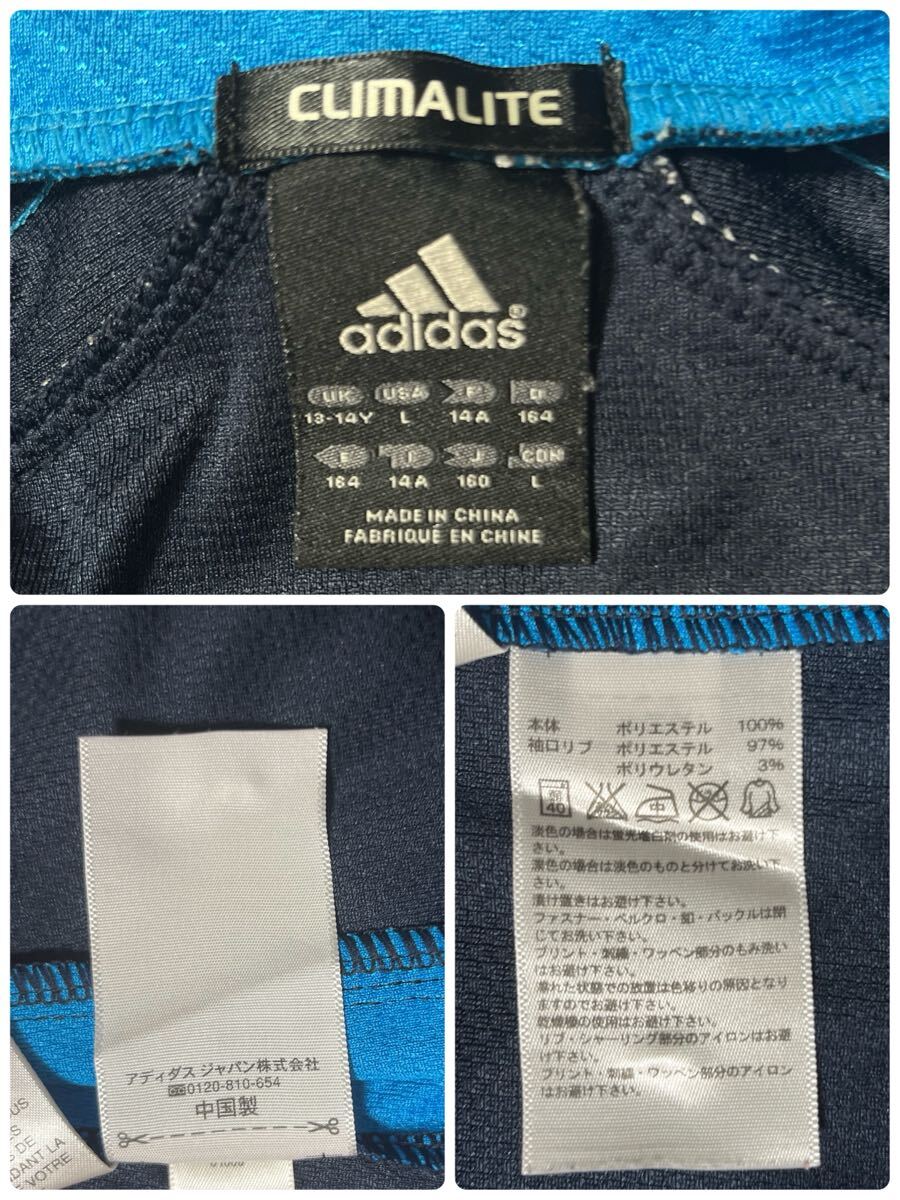 CLIMALITE
adidas®
UK USA F D
13-14Y L 14A 164
E I J CDN
164 14A 160 L
MADE IN CHINA
FABRIQUÉ EN CHINE
アディダス ジャパン株式会社
0120-810-654
中国製
US
DE
DANT LA
VOTRE
本体 ポリエステル 100%
袖口リブ ポリエステル 97%
ポリウレタン 3%
40 中
淡色の場合は蛍光増白剤の使用はお避け下
さい。
濃色の場合は淡色のものと分けてお洗い下
さい。
漬け置きはお避け下さい。
ファスナー・ベルクロ・釦・バックルは閉
じてお洗い下さい。
プリント・刺繍・ワッペン部分のもみ洗い
はお避け下さい。
濡れた状態での放置は色移りの原因となり
ますのでお避け下さい。
乾燥機の使用はお避け下さい。
リブ・シャーリング部分のアイロンはお避
け下さい。
プリント・刺繍・ワッペン部分のアイロン
はお避け下さい。